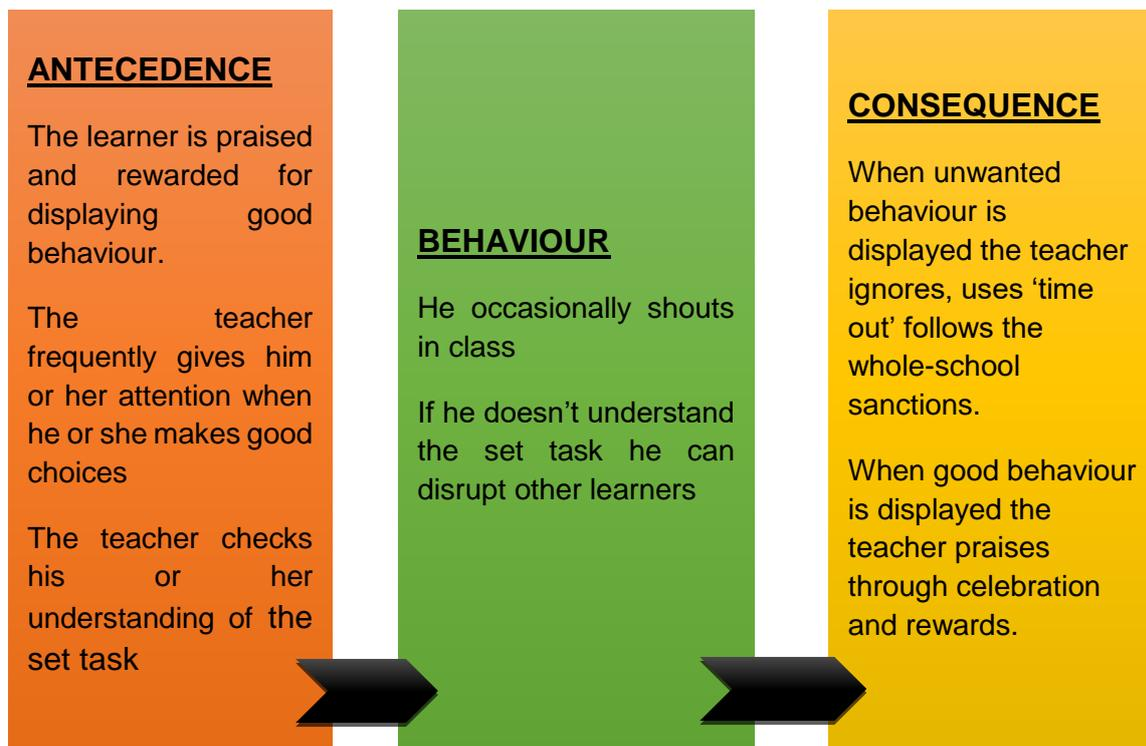 ANTECEDENCE
The learner is praised
and rewarded for
displaying good
behaviour.
The teacher
frequently gives him
or her attention when
he or she makes good
choices
The teacher checks
his or her
understanding of the
set task
BEHAVIOUR
He occasionally shouts
in class
If he doesn’t understand
the set task he can
disrupt other learners
CONSEQUENCE
When unwanted
behaviour is
displayed the teacher
ignores, uses ‘time
out’ follows the
whole-school
sanctions.
When good behaviour
is displayed the
teacher praises
through celebration
and rewards.